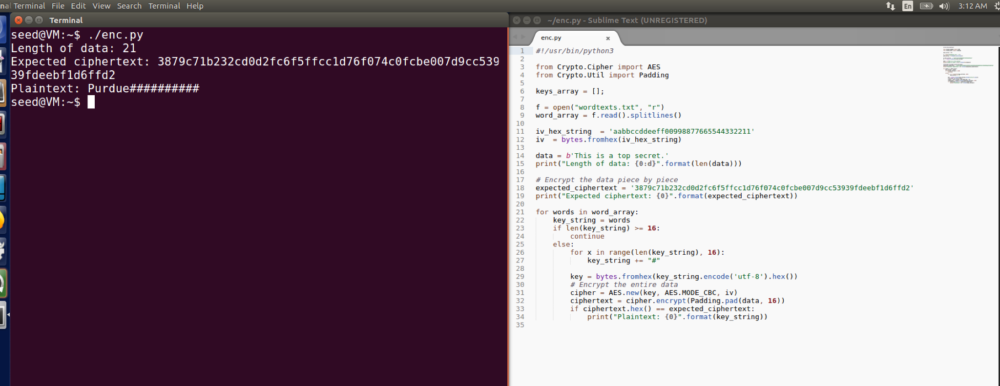 nal Terminal File Edit View Search Terminal Help En 3:12 AM
Terminal
seed@VM:~$ ./enc.py
Length of data: 21
Expected ciphertext: 3879c71b232cd0d2fc6f5ffcc1d76f074c0fcbe007d9cc539
39fdeebf1d6ffd2
Plaintext: Purdue##########
seed@VM:~$
~/enc.py - Sublime Text (UNREGISTERED)
enc.py ×
1 #!/usr/bin/python3
2
3 from Crypto.Cipher import AES
4 from Crypto.Util import Padding
5
6 keys_array = [];
7
8 f = open("wordtexts.txt", "r")
9 word_array = f.read().splitlines()
10
11 iv_hex_string  = 'aabbccddeeff00998877665544332211'
12 iv  = bytes.fromhex(iv_hex_string)
13
14 data = b'This is a top secret.'
15 print("Length of data: {0:d}".format(len(data)))
16
17 # Encrypt the data piece by piece
18 expected_ciphertext = '3879c71b232cd0d2fc6f5ffcc1d76f074c0fcbe007d9cc53939fdeebf1d6ffd2'
19 print("Expected ciphertext: {0}".format(expected_ciphertext))
20
21 for words in word_array:
22     key_string = words
23     if len(key_string) >= 16:
24         continue
25     else:
26         for x in range(len(key_string), 16):
27             key_string += "#"
28
29         key = bytes.fromhex(key_string.encode('utf-8').hex())
30         # Encrypt the entire data
31         cipher = AES.new(key, AES.MODE_CBC, iv)
32         ciphertext = cipher.encrypt(Padding.pad(data, 16))
33         if ciphertext.hex() == expected_ciphertext:
34             print("Plaintext: {0}".format(key_string))
35